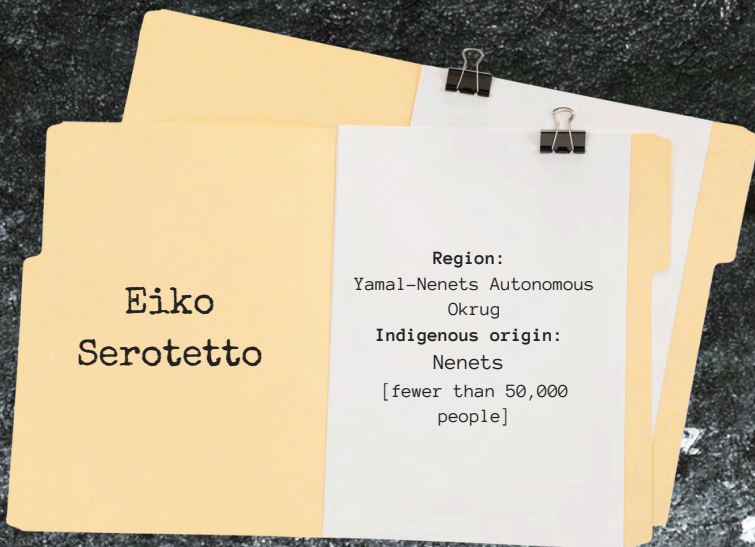 Eiko
Serotetto
Region:
Yamal-Nenets Autonomous
Okrug
Indigenous origin:
Nenets
[fewer than 50,000
people]